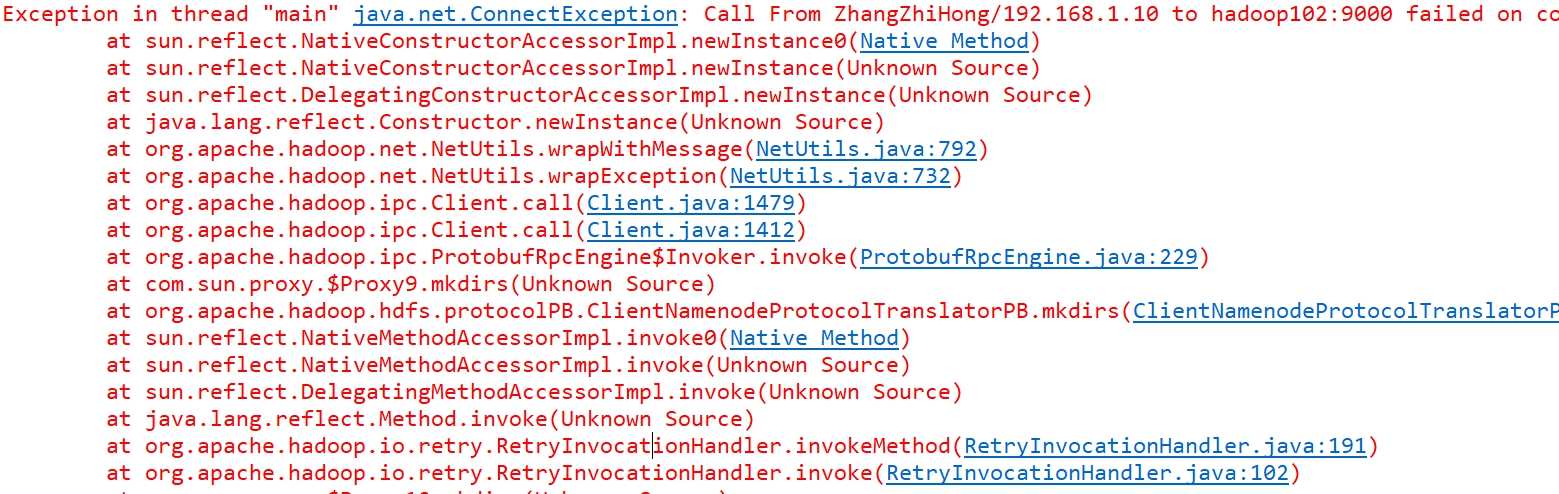 Exception in thread "main" java.net.ConnectException: Call From ZhangZhiHong/192.168.1.10 to hadoop102:9000 failed on co
at sun.reflect.NativeConstructorAccessorImpl.newInstance0(Native Method)
at sun.reflect.NativeConstructorAccessorImpl.newInstance(Unknown Source)
at sun.reflect.DelegatingConstructorAccessorImpl.newInstance(Unknown Source)
at java.lang.reflect.Constructor.newInstance(Unknown Source)
at org.apache.hadoop.net.NetUtils.wrapWithMessage(NetUtils.java:792)
at org.apache.hadoop.net.NetUtils.wrapException(NetUtils.java:732)
at org.apache.hadoop.ipc.Client.call(Client.java:1479)
at org.apache.hadoop.ipc.Client.call(Client.java:1412)
at org.apache.hadoop.ipc.ProtobufRpcEngine$Invoker.invoke(ProtobufRpcEngine.java:229)
at com.sun.proxy.$Proxy9.mkdirs(Unknown Source)
at org.apache.hadoop.hdfs.protocolPB.ClientNamenodeProtocolTranslatorPB.mkdirs(ClientNamenodeProtocolTranslatorP
at sun.reflect.NativeMethodAccessorImpl.invoke0(Native Method)
at sun.reflect.NativeMethodAccessorImpl.invoke(Unknown Source)
at sun.reflect.DelegatingMethodAccessorImpl.invoke(Unknown Source)
at java.lang.reflect.Method.invoke(Unknown Source)
at org.apache.hadoop.io.retry.RetryInvocationHandler.invokeMethod(RetryInvocationHandler.java:191)
at org.apache.hadoop.io.retry.RetryInvocationHandler.invoke(RetryInvocationHandler.java:102)